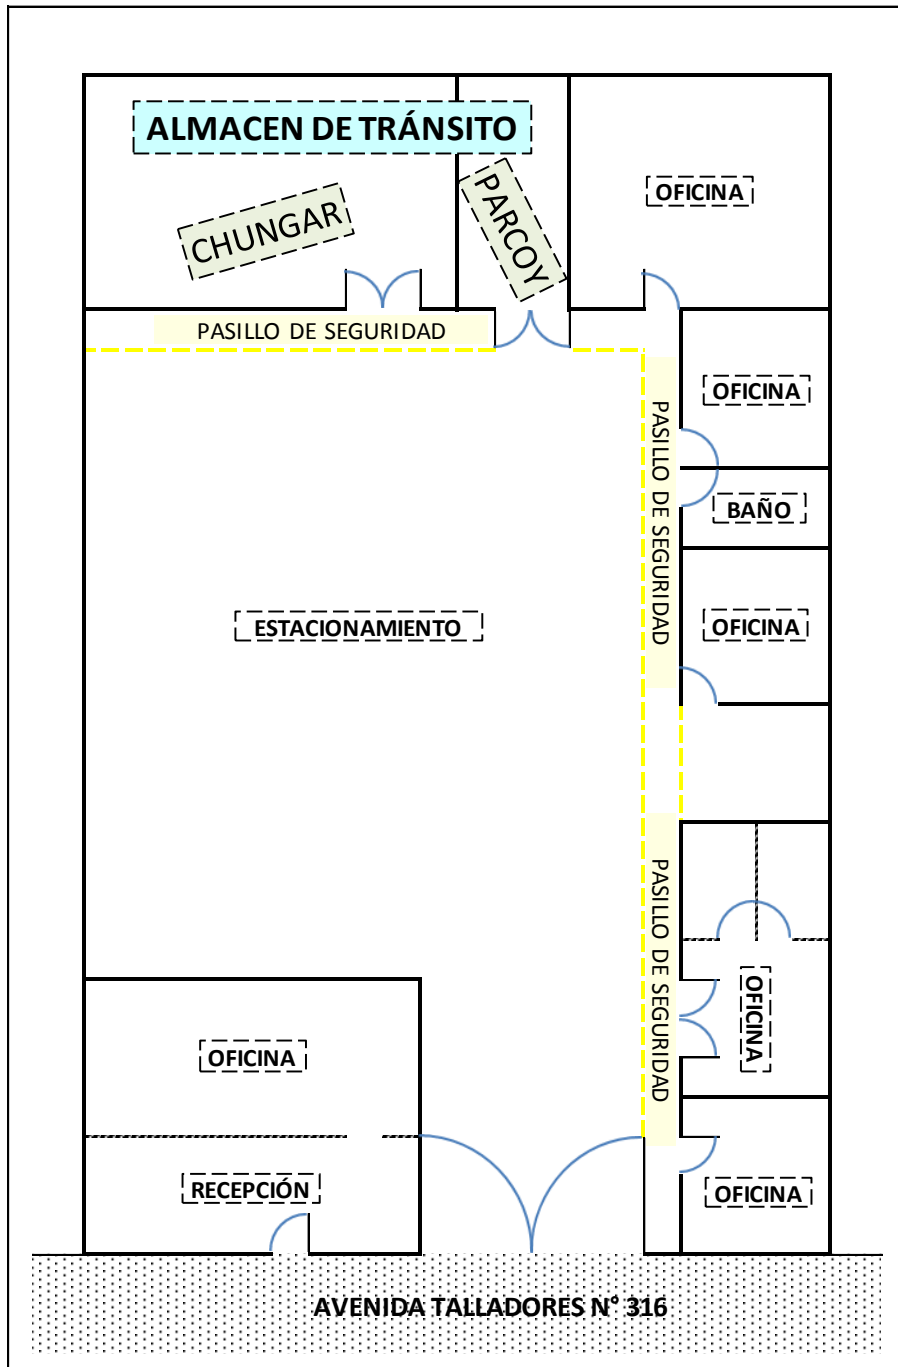 ALMACEN DE TRÁNSITO
CHUNGAR
PARCOY
OFICINA
PASILLO DE SEGURIDAD
OFICINA
PASILLO DE SEGURIDAD
BAÑO
ESTACIONAMIENTO
OFICINA
PASILLO DE SEGURIDAD
OFICINA
OFICINA
RECEPCIÓN
OFICINA
AVENIDA TALLADORES N° 316